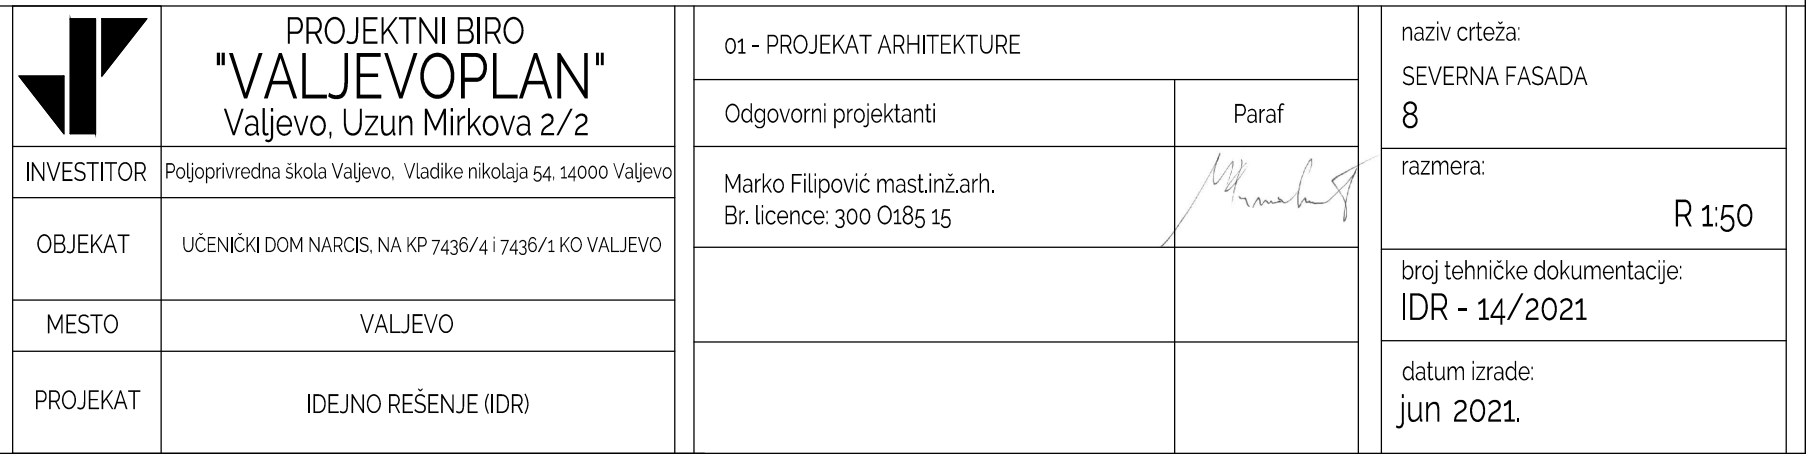 PROJEKTNI BIRO
"VALJEVOPLAN"
Valjevo, Uzun Mirkova 2/2
INVESTITOR Poljoprivredna škola Valjevo, Vladike nikolaja 54, 14000 Valjevo
OBJEKAT UČENIČKI DOM NARCIS, NA KP 7436/4 i 7436/1 KO VALJEVO
MESTO VALJEVO
PROJEKAT IDEJNO REŠENJE (IDR)
01 - PROJEKAT ARHITEKTURE
Odgovorni projektanti Paraf
Marko Filipović mast.inž.arh.
Br. licence: 300 O185 15
naziv crteža:
SEVERNA FASADA
8
razmera:
R 1:50
broj tehničke dokumentacije:
IDR - 14/2021
datum izrade:
jun 2021.